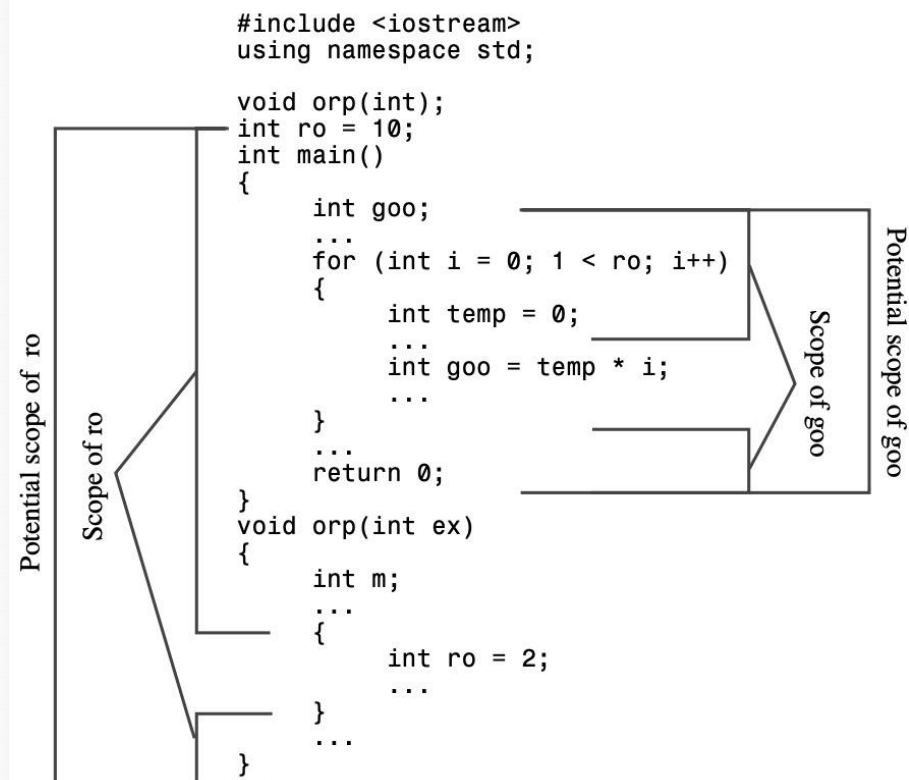 #include <iostream>
using namespace std;
void orp(int);
int ro = 10;
int main()
{
int goo;
...
for (int i = 0; 1 < ro; i++)
{
int temp = 0;
...
int goo = temp * i;
...
}
...
return 0;
}
void orp(int ex)
{
int m;
...
{
int ro = 2;
...
}
...
}
Potential scope of ro
Scope of ro
Scope of goo
Potential scope of goo